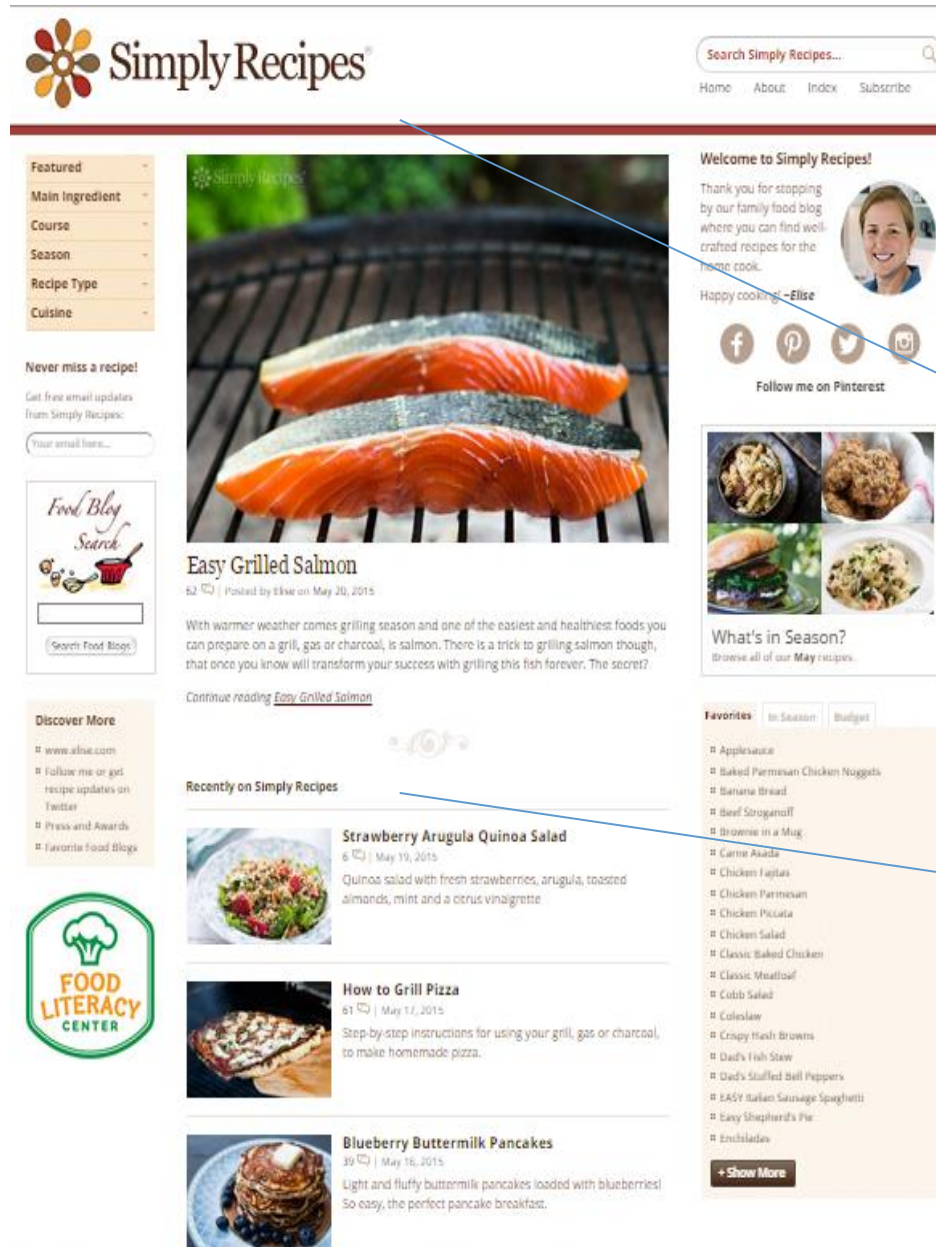 Simply Recipes®
Search Simply Recipes...
Home About Index Subscribe
Featured
Main Ingredient
Course
Season
Recipe Type
Cuisine
Never miss a recipe!
Get free email updates
from Simply Recipes:
Your email here...
Food Blog
Search
Search Food Blogs
Discover More
www.elise.com
Follow me or get
recipe updates on
Twitter
Press and Awards
Favorite Food Blogs
FOOD
LITERACY
CENTER
Simply Recipes®
Easy Grilled Salmon
62 | Posted by Elise on May 20, 2015
With warmer weather comes grilling season and one of the easiest and healthiest foods you
can prepare on a grill, gas or charcoal, is salmon. There is a trick to grilling salmon though,
that once you know will transform your success with grilling this fish forever. The secret?
Continue reading Easy Grilled Salmon
Recently on Simply Recipes
Strawberry Arugula Quinoa Salad
6 | May 19, 2015
Quinoa salad with fresh strawberries, arugula, toasted
almonds, mint and a citrus vinaigrette
How to Grill Pizza
61 | May 17, 2015
Step-by-step instructions for using your grill, gas or charcoal,
to make homemade pizza.
Blueberry Buttermilk Pancakes
39 | May 16, 2015
Light and fluffy buttermilk pancakes loaded with blueberries!
So easy, the perfect pancake breakfast.
Welcome to Simply Recipes!
Thank you for stopping
by our family food blog
where you can find well-
crafted recipes for the
home cook.
Happy cooking! ~Elise
Follow me on Pinterest
What's in Season?
Browse all of our May recipes.
Favorites In Season Budget
Applesauce
Baked Parmesan Chicken Nuggets
Banana Bread
Beef Stroganoff
Brownie in a Mug
Carne Asada
Chicken Fajitas
Chicken Parmesan
Chicken Piccata
Chicken Salad
Classic Baked Chicken
Classic Meatloaf
Cobb Salad
Coleslaw
Crispy Hash Browns
Dad's Fish Stew
Dad's Stuffed Bell Peppers
EASY Italian Sausage Spaghetti
Easy Shepherd's Pie
Enchiladas
+ Show More